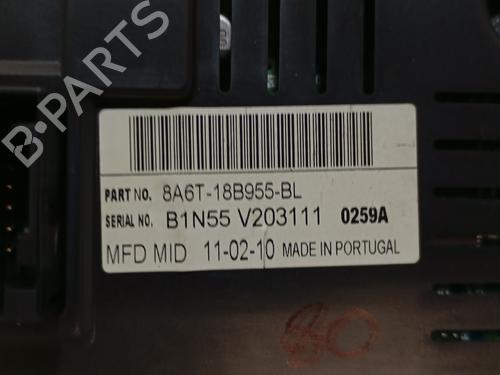 B-PARTS
PART NO. 8A6T-18B955-BL
SERIAL NO. B1N55 V203111 0259A
MFD MID 11-02-10 MADE IN PORTUGAL